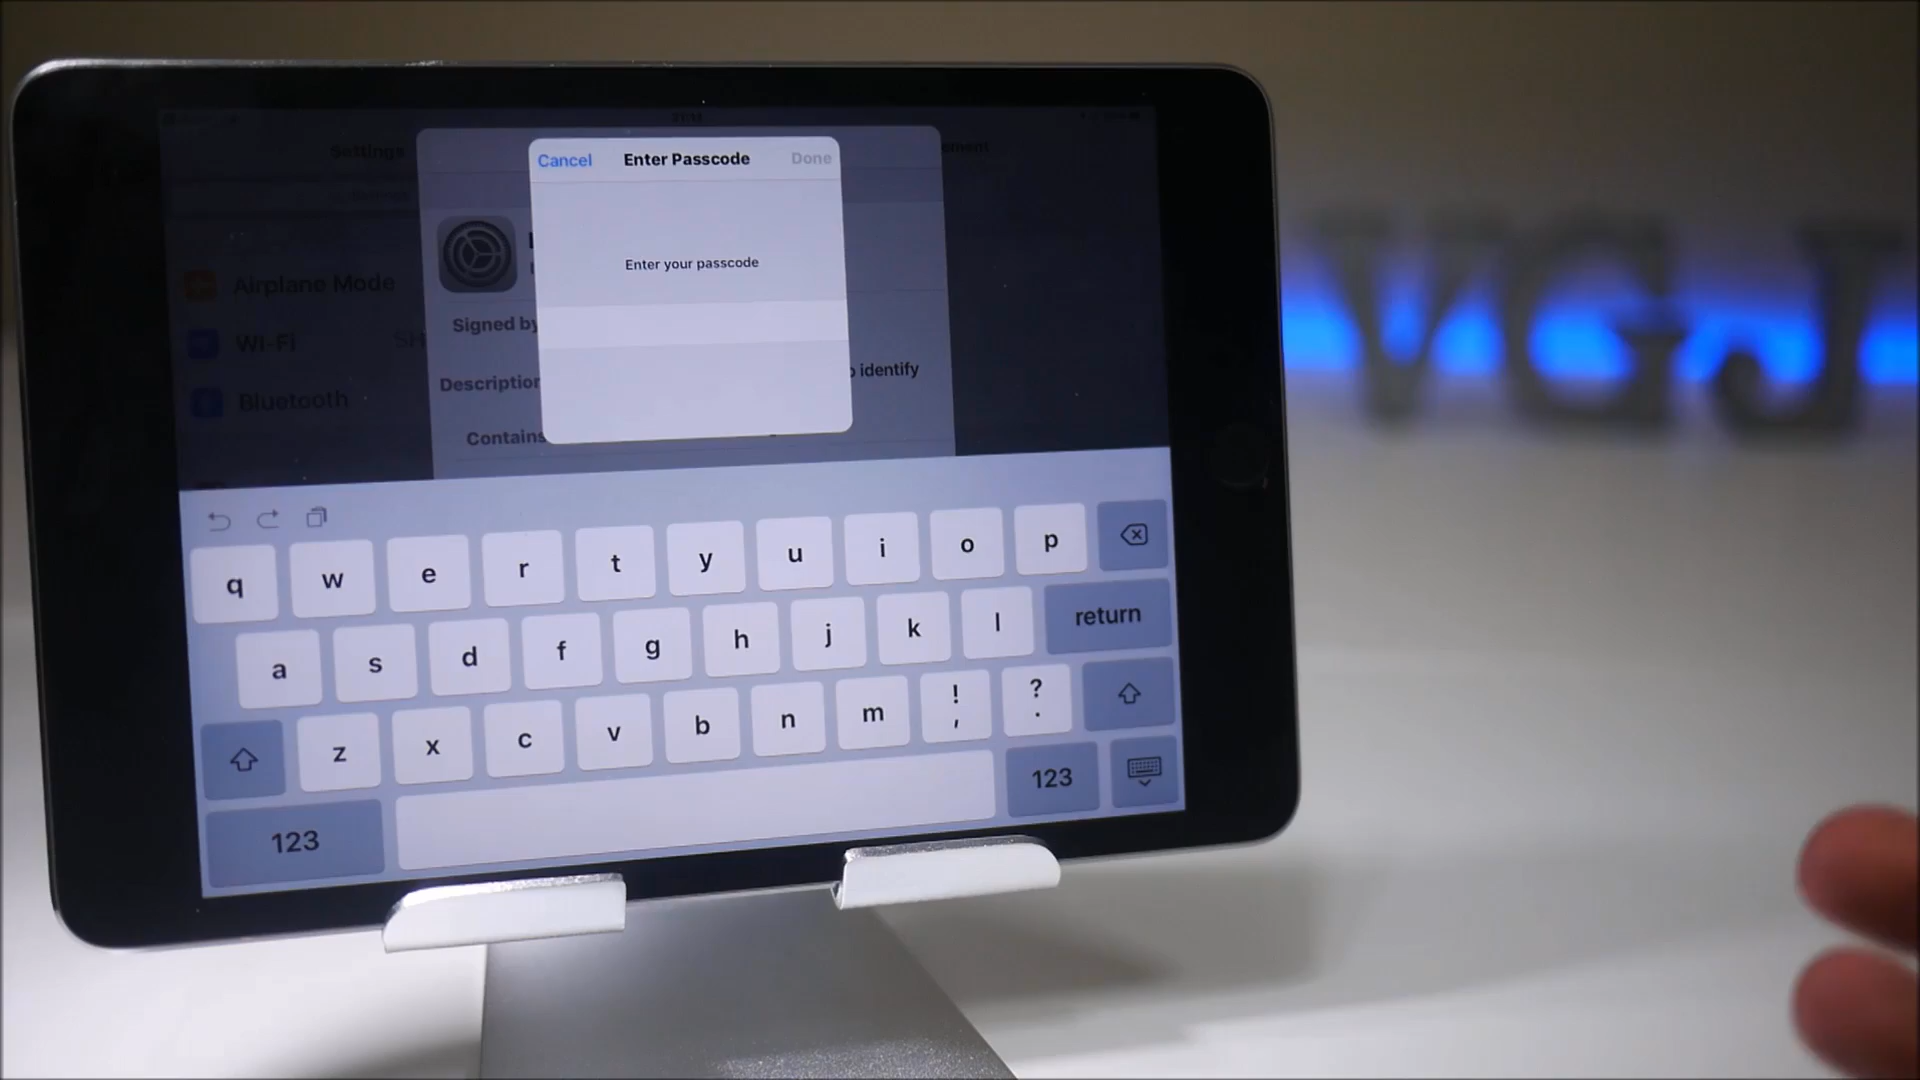 Settings
Cancel Enter Passcode Done
Enter your passcode
Airplane Mode
Wi-Fi
Bluetooth
Signed by
Description
identify
Contains
q w e r t y u i o p
a s d f g h j k l return
z x c v b n m ! , ? .
123 123
VGJ